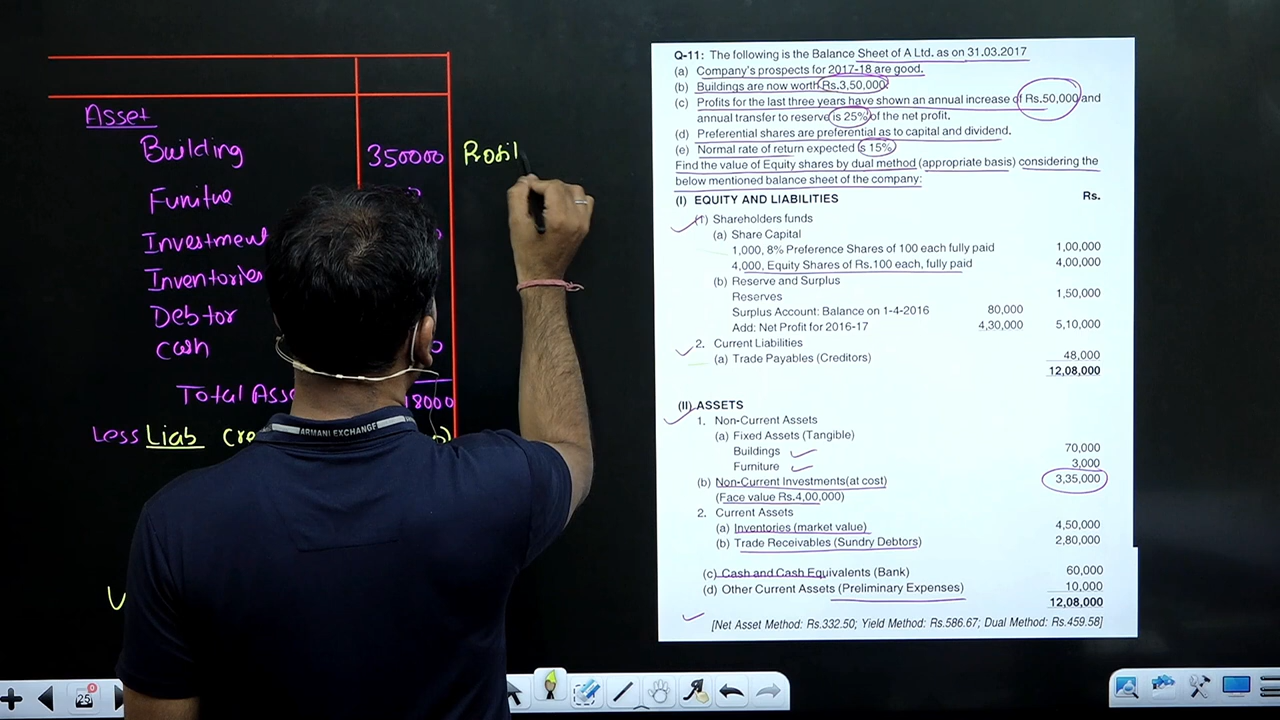 Asset
Building 350000 Rosil
Funitue
Investment
Inventories
Debtor
Cash
Total Asse 18000
Less Liab (re
ARMANI EXCHANGE
V
Q-11: The following is the Balance Sheet of A Ltd. as on 31.03.2017
(a) Company's prospects for 2017-18 are good.
(b) Buildings are now worth Rs.3,50,000.
(c) Profits for the last three years have shown an annual increase of Rs.50,000 and
annual transfer to reserve is 25% of the net profit.
(d) Preferential shares are preferential as to capital and dividend.
(e) Normal rate of return expected is 15%
Find the value of Equity shares by dual method (appropriate basis) considering the
below mentioned balance sheet of the company:
(I) EQUITY AND LIABILITIES Rs.
(1) Shareholders funds
(a) Share Capital
1,000, 8% Preference Shares of 100 each fully paid 1,00,000
4,000, Equity Shares of Rs.100 each, fully paid 4,00,000
(b) Reserve and Surplus
Reserves 1,50,000
Surplus Account: Balance on 1-4-2016 80,000
Add: Net Profit for 2016-17 4,30,000 5,10,000
2. Current Liabilities
(a) Trade Payables (Creditors) 48,000
12,08,000
(II) ASSETS
1. Non-Current Assets
(a) Fixed Assets (Tangible)
Buildings 70,000
Furniture 3,000
(b) Non-Current Investments(at cost) 3,35,000
(Face value Rs.4,00,000)
2. Current Assets
(a) Inventories (market value) 4,50,000
(b) Trade Receivables (Sundry Debtors) 2,80,000
(c) Cash and Cash Equivalents (Bank) 60,000
(d) Other Current Assets (Preliminary Expenses) 10,000
12,08,000
[Net Asset Method: Rs.332.50; Yield Method: Rs.586.67; Dual Method: Rs.459.58]
25